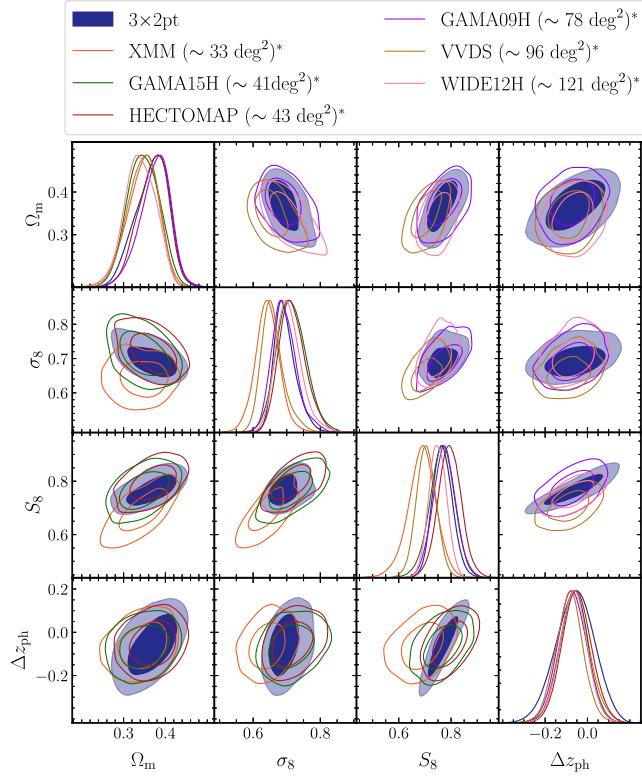 3×2pt
XMM (∼ 33 deg²)*
GAMA15H (∼ 41deg²)*
HECTOMAP (∼ 43 deg²)*
GAMA09H (∼ 78 deg²)*
VVDS (∼ 96 deg²)*
WIDE12H (∼ 121 deg²)*
Ωm
0.4
0.3
σ8
0.8
0.7
0.6
S8
0.8
0.7
0.6
Δzph
0.2
0.0
−0.2
0.3 0.4 0.6 0.8 0.6 0.8 −0.2 0.0
Ωm σ8 S8 Δzph